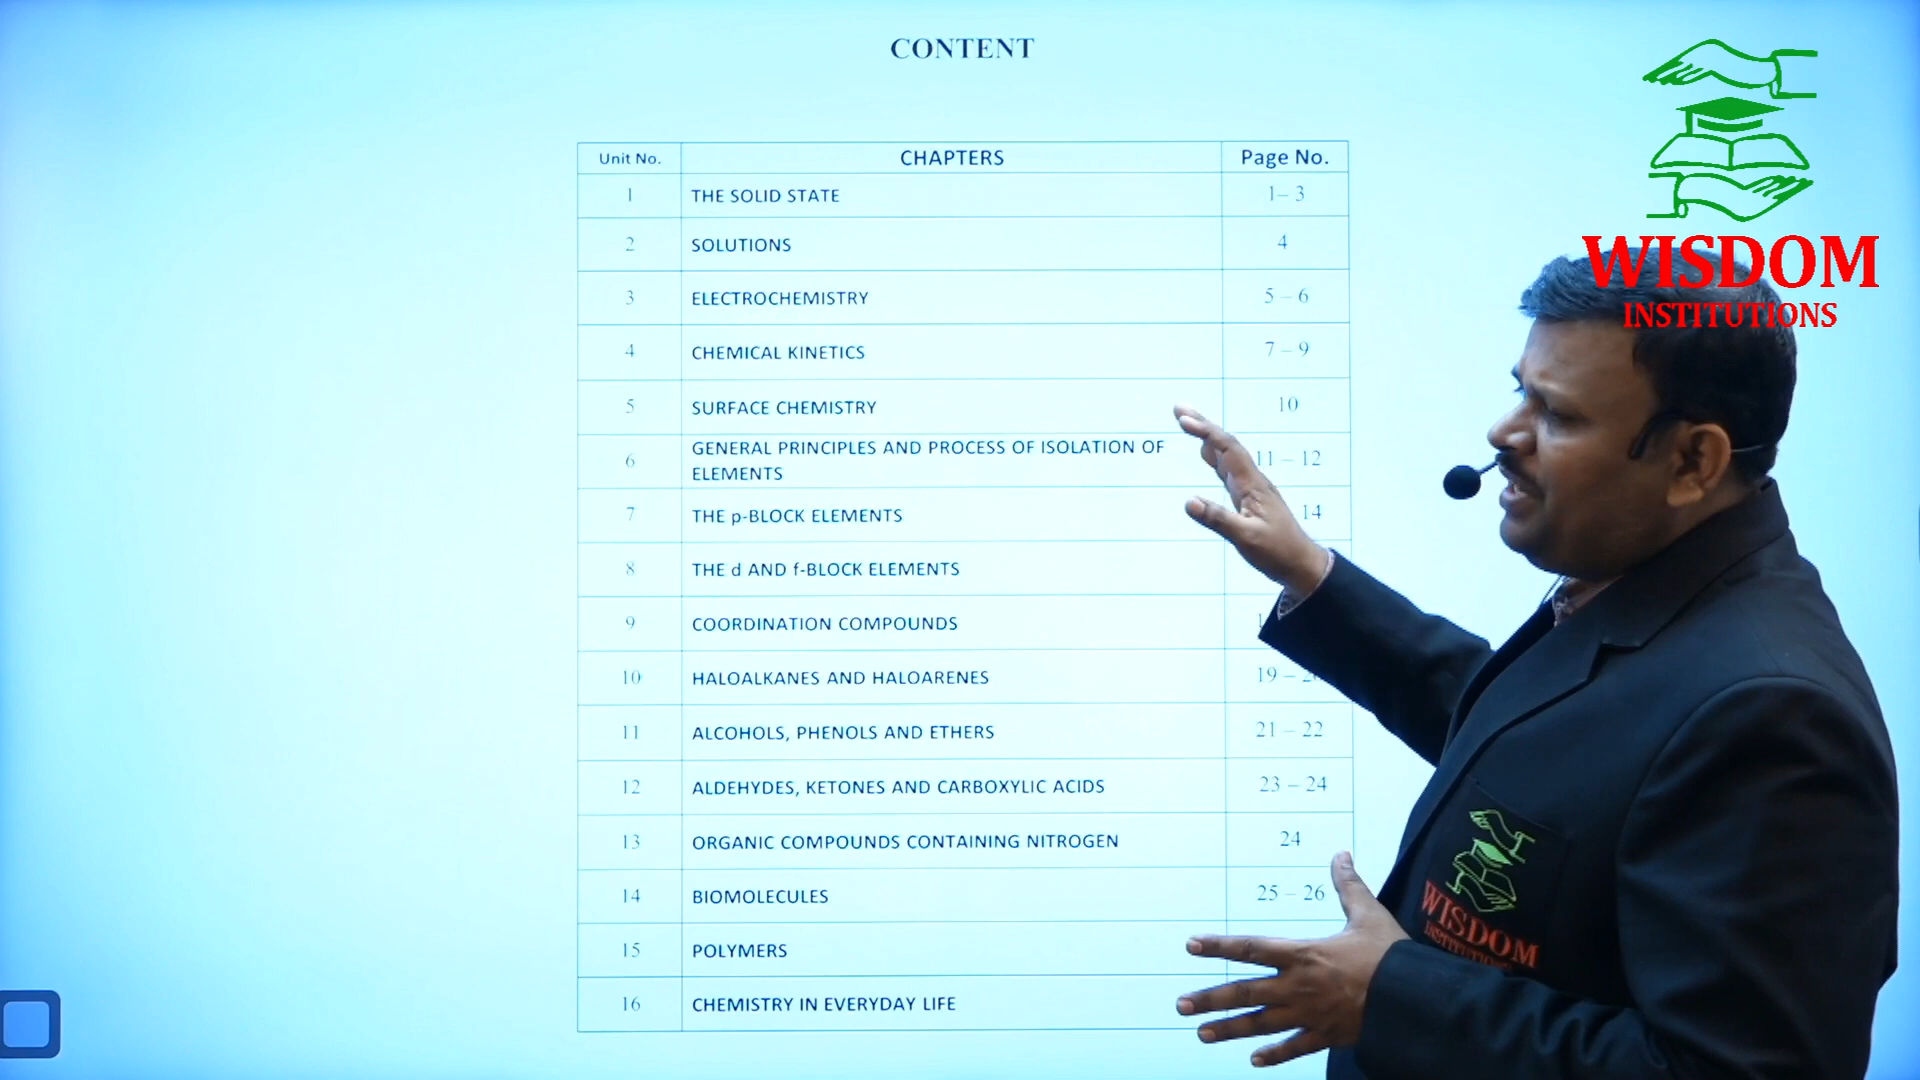 CONTENT
Unit No. CHAPTERS Page No.
1 THE SOLID STATE 1– 3
2 SOLUTIONS 4
3 ELECTROCHEMISTRY 5 – 6
4 CHEMICAL KINETICS 7 – 9
5 SURFACE CHEMISTRY 10
6 GENERAL PRINCIPLES AND PROCESS OF ISOLATION OF
ELEMENTS 11 – 12
7 THE p-BLOCK ELEMENTS 14
8 THE d AND f-BLOCK ELEMENTS
9 COORDINATION COMPOUNDS
10 HALOALKANES AND HALOARENES 19 –
11 ALCOHOLS, PHENOLS AND ETHERS 21 – 22
12 ALDEHYDES, KETONES AND CARBOXYLIC ACIDS 23 – 24
13 ORGANIC COMPOUNDS CONTAINING NITROGEN 24
14 BIOMOLECULES 25 – 26
15 POLYMERS
16 CHEMISTRY IN EVERYDAY LIFE
WISDOM
INSTITUTIONS
WISDOM
INSTITUTIONS